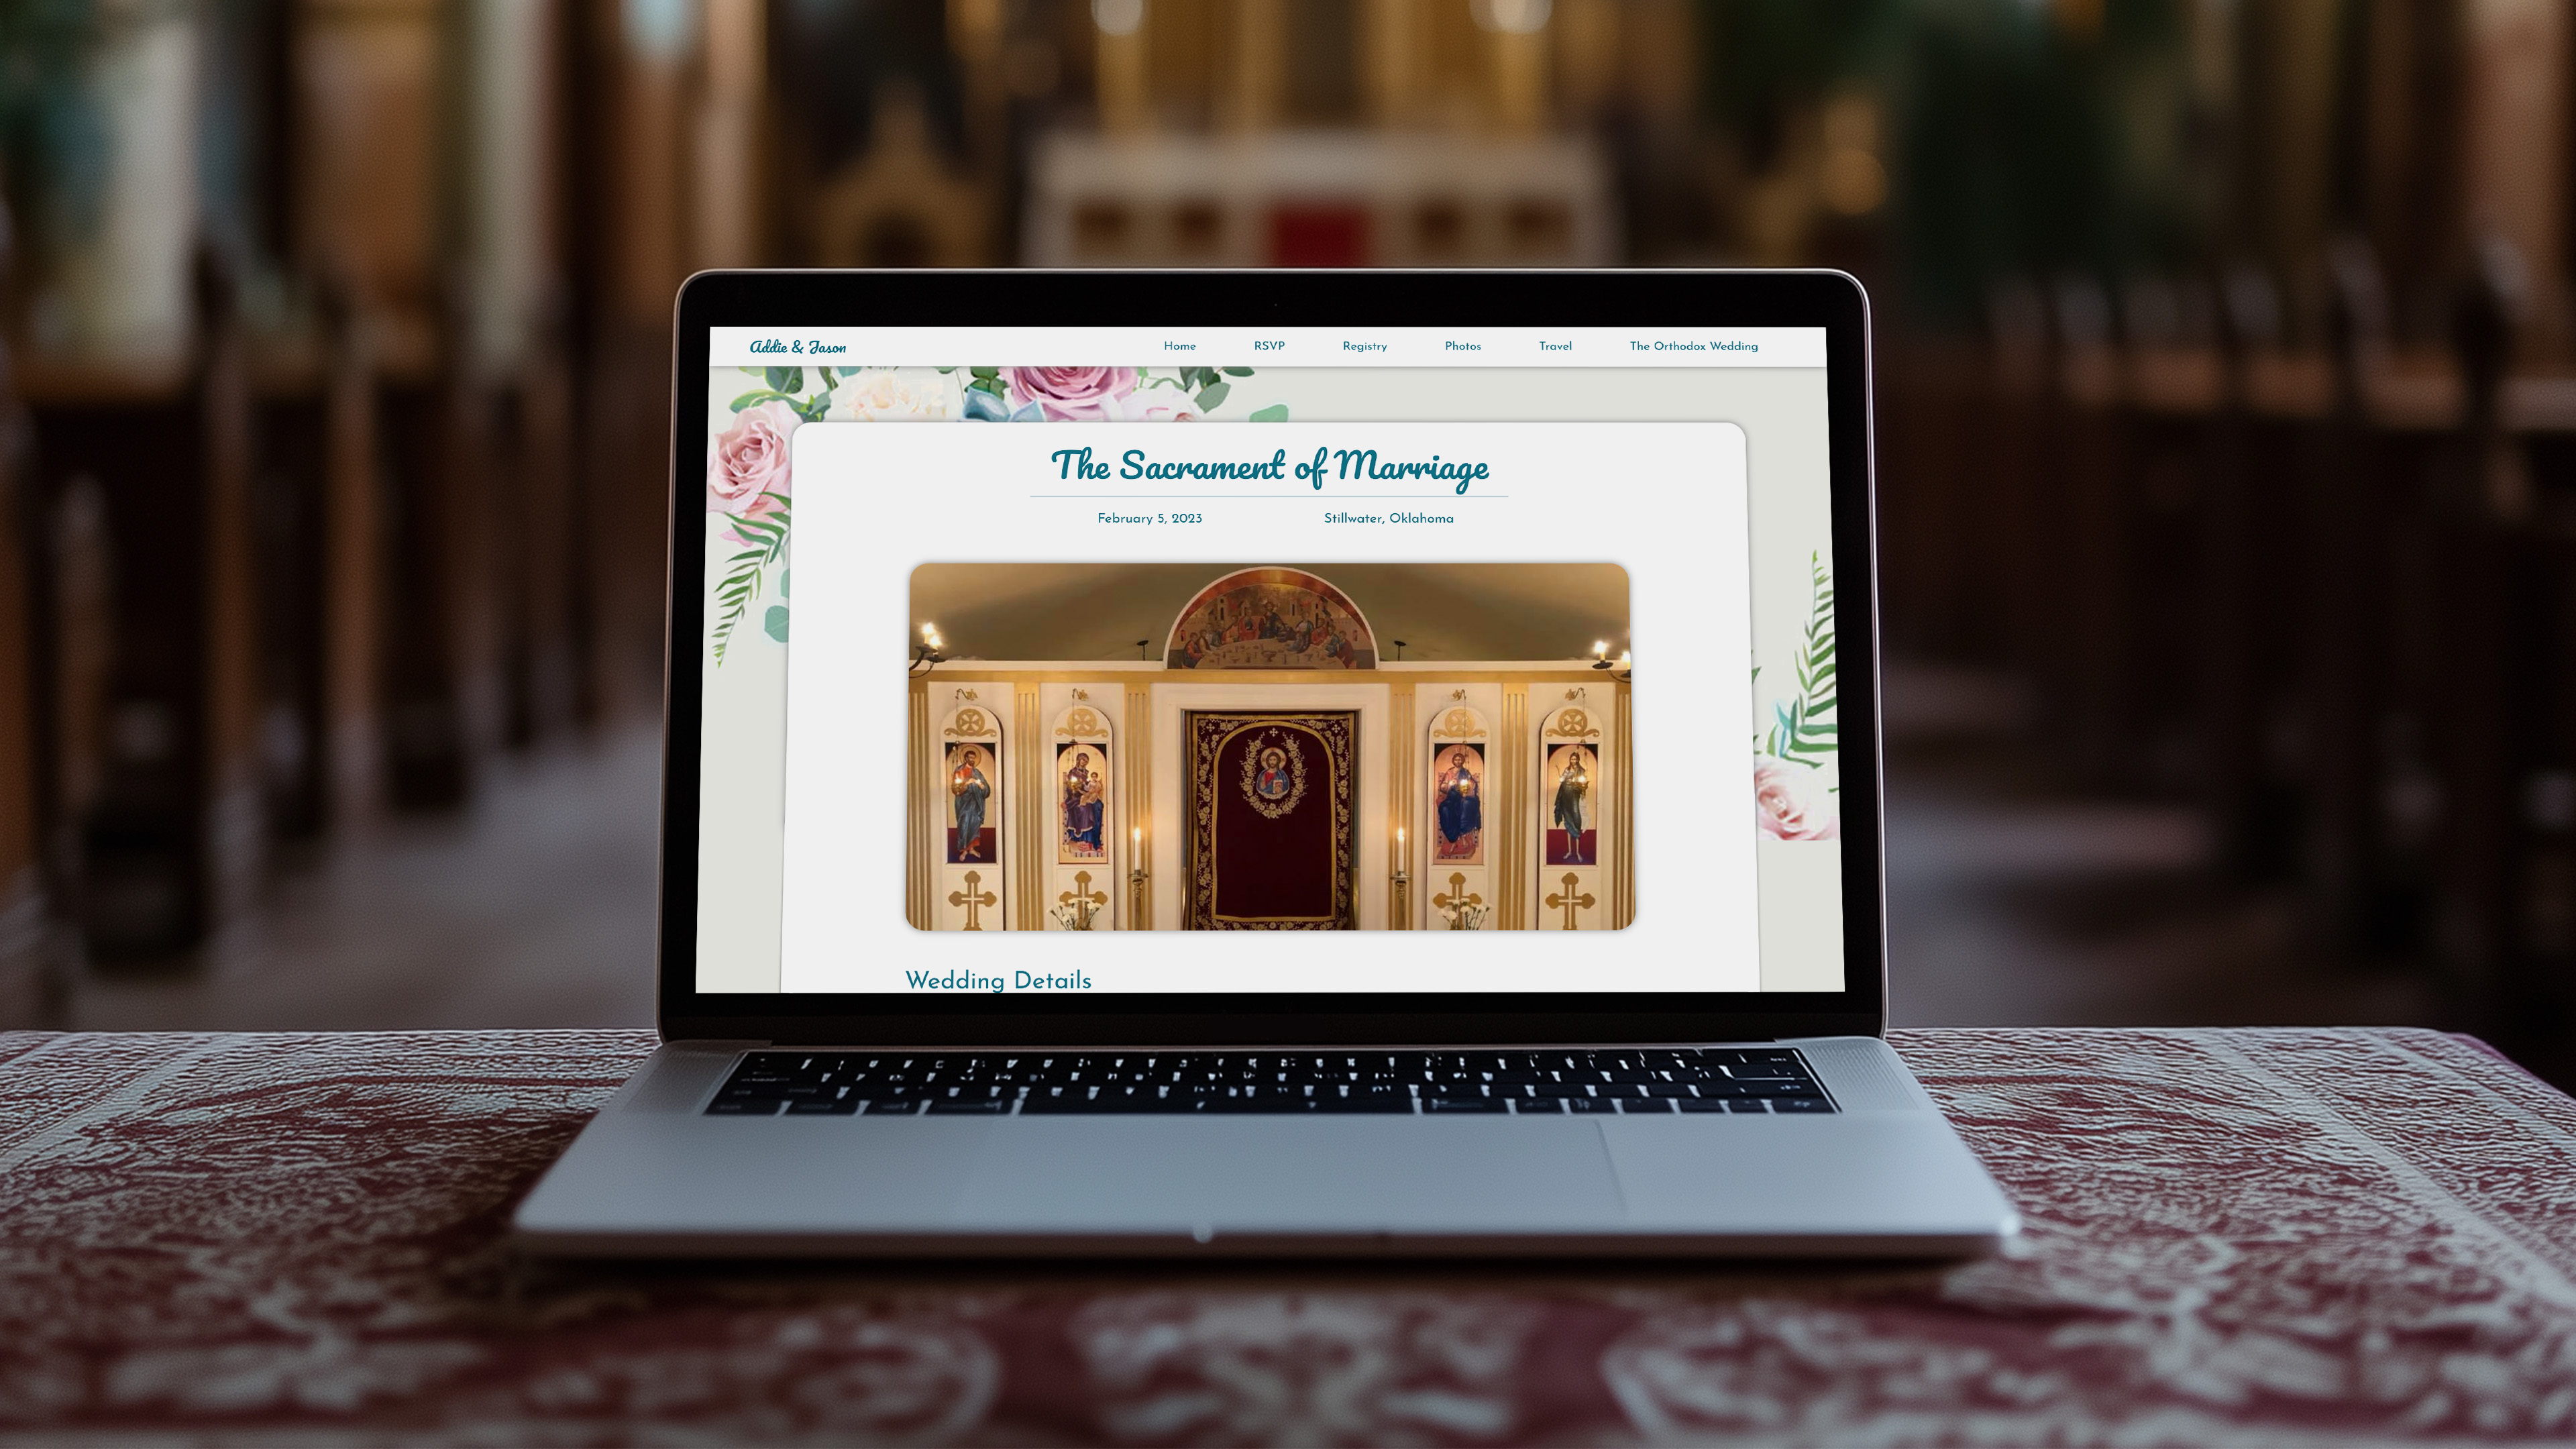 Addie & Jason Home RSVP Registry Photos Travel The Orthodox Wedding
The Sacrament of Marriage
February 5, 2023 Stillwater, Oklahoma
Wedding Details